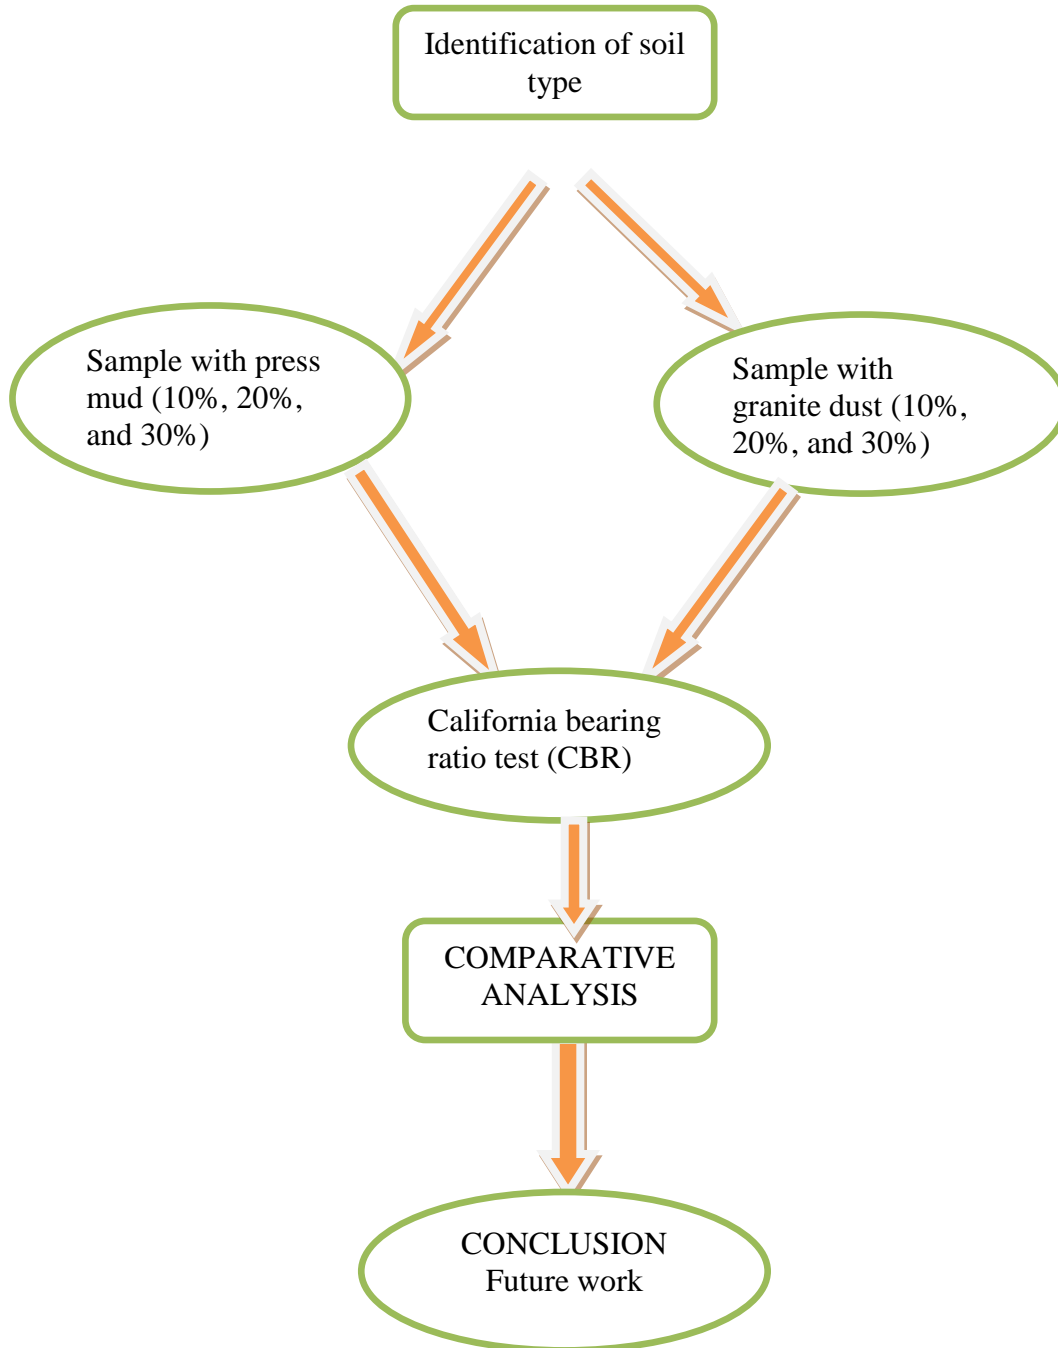 Identification of soil
type
Sample with press
mud (10%, 20%,
and 30%)
Sample with
granite dust (10%,
20%, and 30%)
California bearing
ratio test (CBR)
COMPARATIVE
ANALYSIS
CONCLUSION
Future work